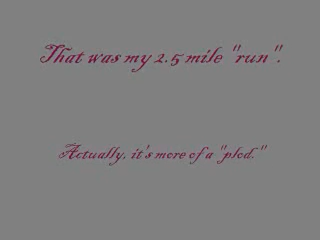 That was my 2.5 mile "run".
Actually, it's more of a "plod."